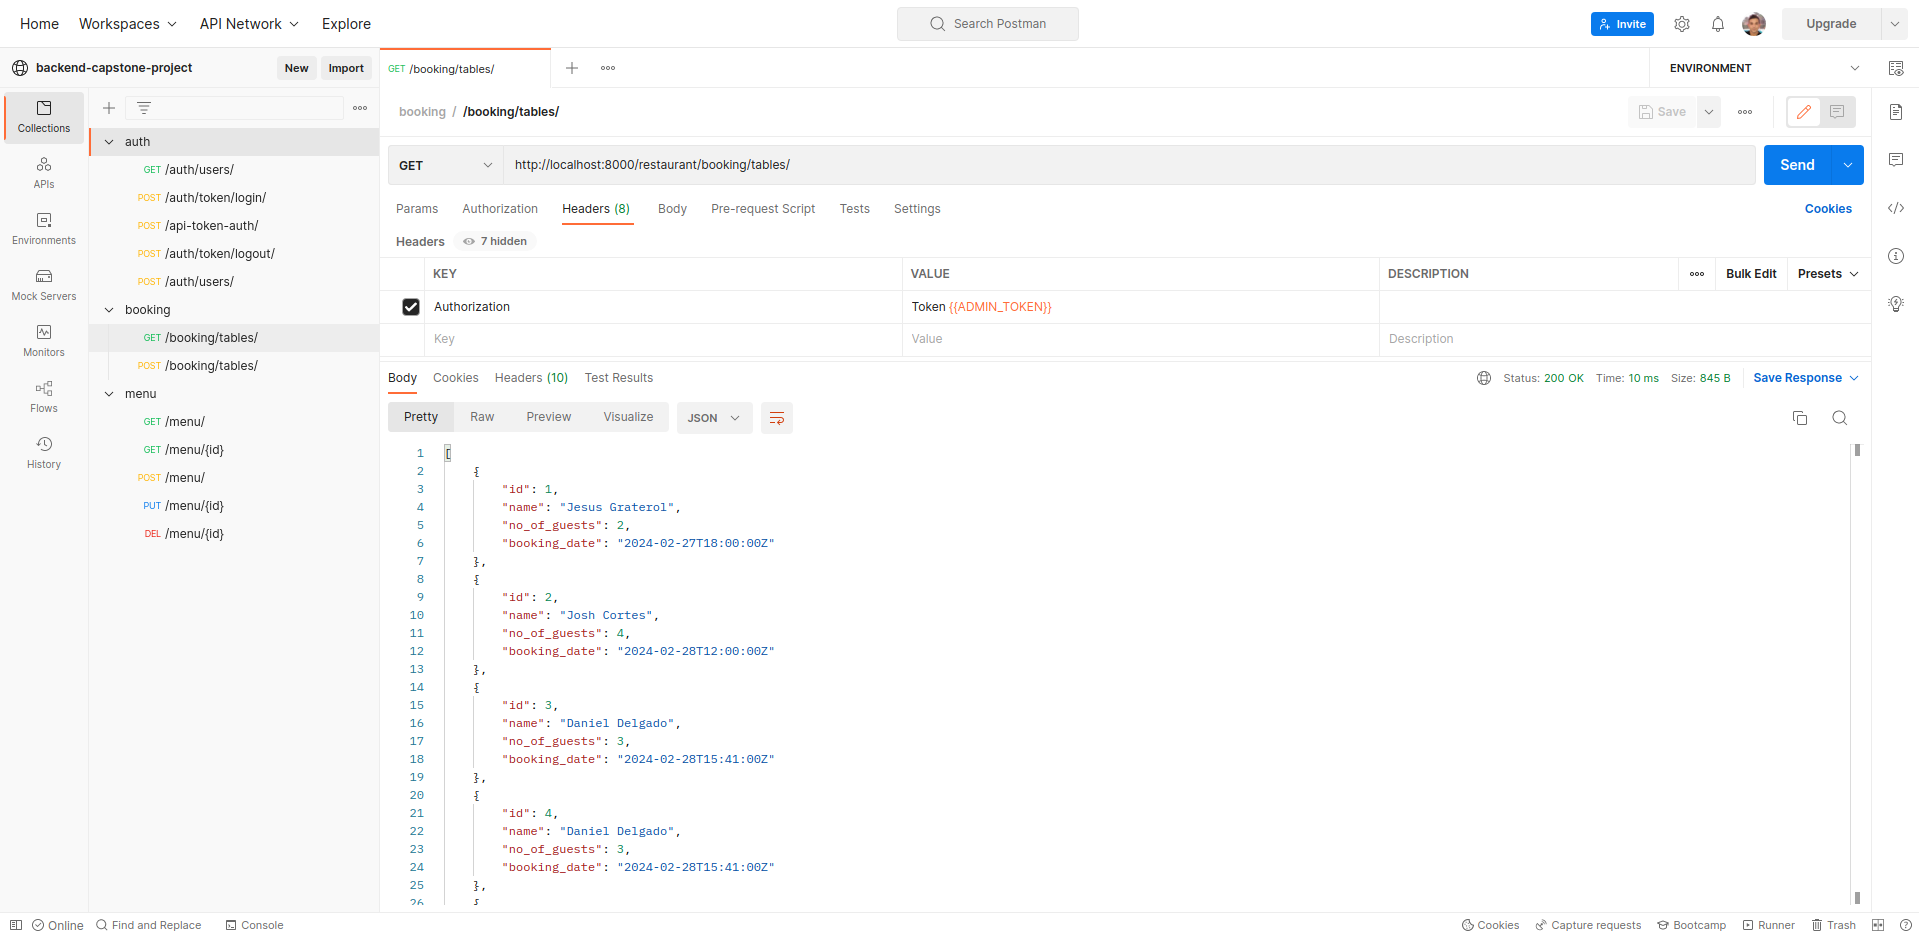 Home Workspaces API Network Explore Search Postman Invite Upgrade
backend-capstone-project New Import
GET /booking/tables/ ENVIRONMENT
Collections
APIs
Environments
Mock Servers
Monitors
Flows
History
auth
GET /auth/users/
POST /auth/token/login/
POST /api-token-auth/
POST /auth/token/logout/
POST /auth/users/
booking
GET /booking/tables/
POST /booking/tables/
menu
GET /menu/
GET /menu/{id}
POST /menu/
PUT /menu/{id}
DEL /menu/{id}
booking / /booking/tables/ Save
GET http://localhost:8000/restaurant/booking/tables/ Send
Params Authorization Headers (8) Body Pre-request Script Tests Settings Cookies
Headers 7 hidden
KEY VALUE DESCRIPTION Bulk Edit Presets
Authorization Token {{ADMIN_TOKEN}}
Key Value Description
Body Cookies Headers (10) Test Results Status: 200 OK Time: 10 ms Size: 845 B Save Response
Pretty Raw Preview Visualize JSON
1 [
2 {
3 "id": 1,
4 "name": "Jesus Graterol",
5 "no_of_guests": 2,
6 "booking_date": "2024-02-27T18:00:00Z"
7 },
8 {
9 "id": 2,
10 "name": "Josh Cortes",
11 "no_of_guests": 4,
12 "booking_date": "2024-02-28T12:00:00Z"
13 },
14 {
15 "id": 3,
16 "name": "Daniel Delgado",
17 "no_of_guests": 3,
18 "booking_date": "2024-02-28T15:41:00Z"
19 },
20 {
21 "id": 4,
22 "name": "Daniel Delgado",
23 "no_of_guests": 3,
24 "booking_date": "2024-02-28T15:41:00Z"
25 },
26 {
Online Find and Replace Console Cookies Capture requests Bootcamp Runner Trash